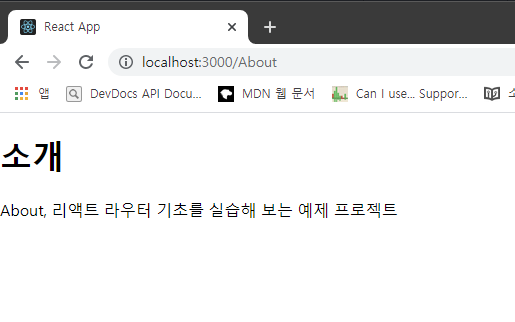 React App
localhost:3000/About
앱
DevDocs API Docu...
MDN 웹 문서
Can I use... Suppor...
소개
About, 리액트 라우터 기초를 실습해 보는 예제 프로젝트